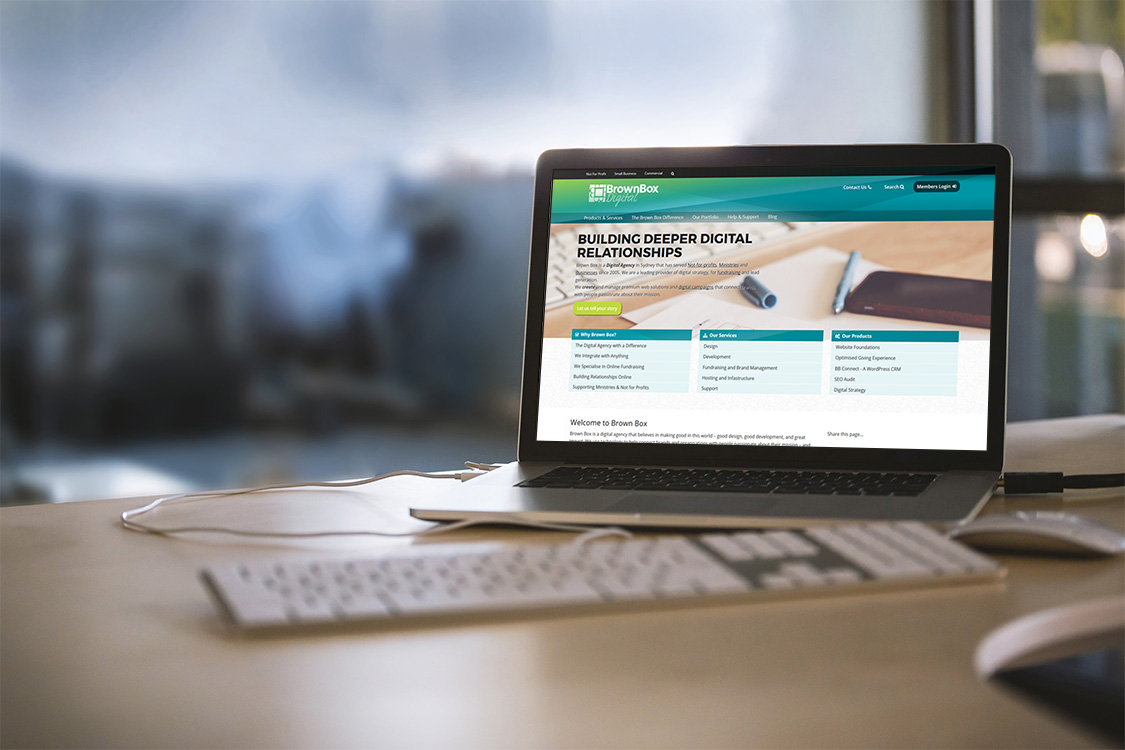 Not For Profit Small Business Commercial
BrownBox
Digital
Contact Us Search Members Login
Products & Services The Brown Box Difference Our Portfolio Help & Support Blog
BUILDING DEEPER DIGITAL
RELATIONSHIPS
Brown Box is a Digital Agency in Sydney that has served Not-for-profits, Ministries and
Businesses since 2005. We are a leading provider of digital strategy, for fundraising and lead
generation.
We create and manage premium web solutions and digital campaigns that connect
with people passionate about their mission.
Let us tell your story
Why Brown Box?
The Digital Agency with a Difference
We Integrate with Anything
We Specialise in Online Fundraising
Building Relationships Online
Supporting Ministries & Not for Profits
Our Services
Design
Development
Fundraising and Brand Management
Hosting and Infastructure
Support
Our Products
Website Foundations
Optimised Giving Experience
BB Connect - A WordPress CRM
SEO Audit
Digital Strategy
Welcome to Brown Box
Brown Box is a digital agency that believes in making good in this world – good design, good development, and great
Share this page...